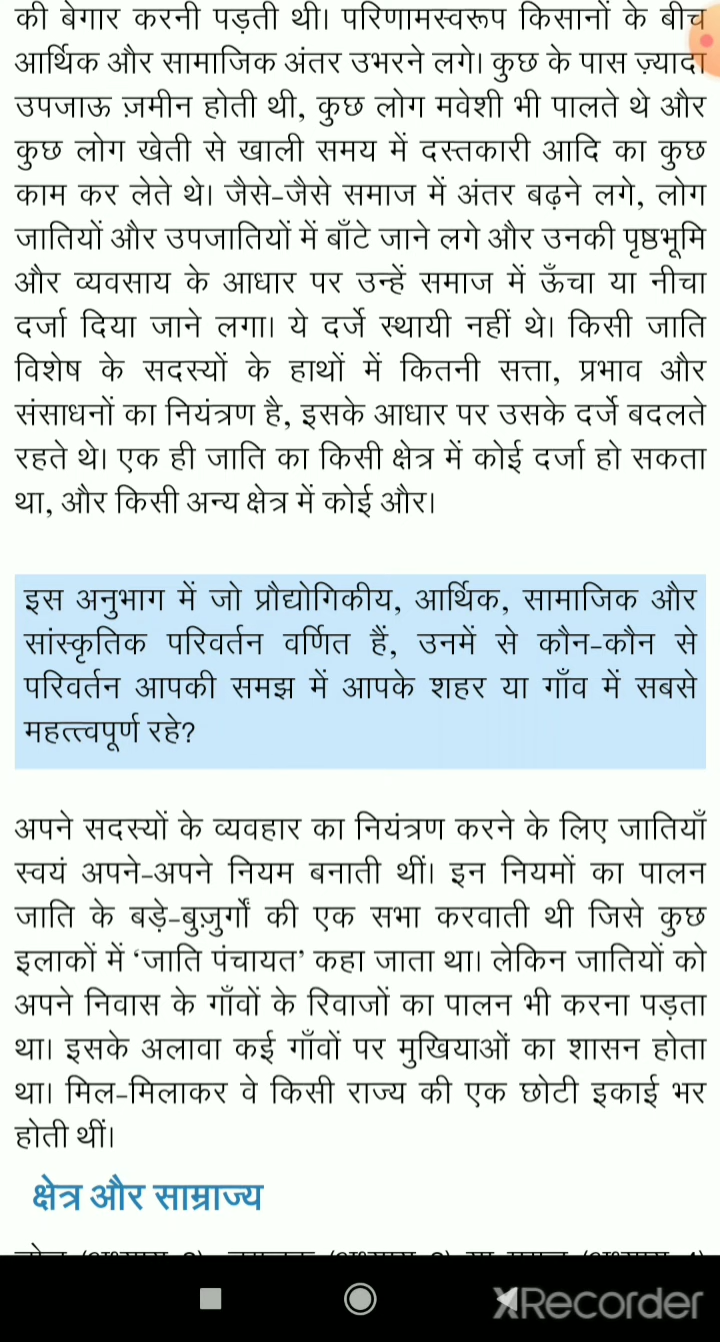 की बेगार करनी पड़ती थी। परिणामस्वरूप किसानों के बीच
आर्थिक और सामाजिक अंतर उभरने लगे। कुछ के पास ज़्यादा
उपजाऊ ज़मीन होती थी, कुछ लोग मवेशी भी पालते थे और
कुछ लोग खेती से खाली समय में दस्तकारी आदि का कुछ
काम कर लेते थे। जैसे-जैसे समाज में अंतर बढ़ने लगे, लोग
जातियों और उपजातियों में बाँटे जाने लगे और उनकी पृष्ठभूमि
और व्यवसाय के आधार पर उन्हें समाज में ऊँचा या नीचा
दर्जा दिया जाने लगा। ये दर्जे स्थायी नहीं थे। किसी जाति
विशेष के सदस्यों के हाथों में कितनी सत्ता, प्रभाव और
संसाधनों का नियंत्रण है, इसके आधार पर उसके दर्जे बदलते
रहते थे। एक ही जाति का किसी क्षेत्र में कोई दर्जा हो सकता
था, और किसी अन्य क्षेत्र में कोई और।
इस अनुभाग में जो प्रौद्योगिकीय, आर्थिक, सामाजिक और
सांस्कृतिक परिवर्तन वर्णित हैं, उनमें से कौन-कौन से
परिवर्तन आपकी समझ में आपके शहर या गाँव में सबसे
महत्त्वपूर्ण रहे?
अपने सदस्यों के व्यवहार का नियंत्रण करने के लिए जातियाँ
स्वयं अपने-अपने नियम बनाती थीं। इन नियमों का पालन
जाति के बड़े-बुज़ुर्गों की एक सभा करवाती थी जिसे कुछ
इलाकों में ‘जाति पंचायत’ कहा जाता था। लेकिन जातियों को
अपने निवास के गाँवों के रिवाजों का पालन भी करना पड़ता
था। इसके अलावा कई गाँवों पर मुखियाओं का शासन होता
था। मिल-मिलाकर वे किसी राज्य की एक छोटी इकाई भर
होती थीं।
क्षेत्र और साम्राज्य
XRecorder